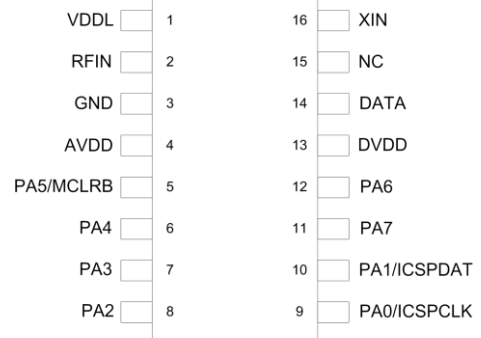 VDDL 1 16 XIN
RFIN 2 15 NC
GND 3 14 DATA
AVDD 4 13 DVDD
PA5/MCLRB 5 12 PA6
PA4 6 11 PA7
PA3 7 10 PA1/ICSPDAT
PA2 8 9 PA0/ICSPCLK